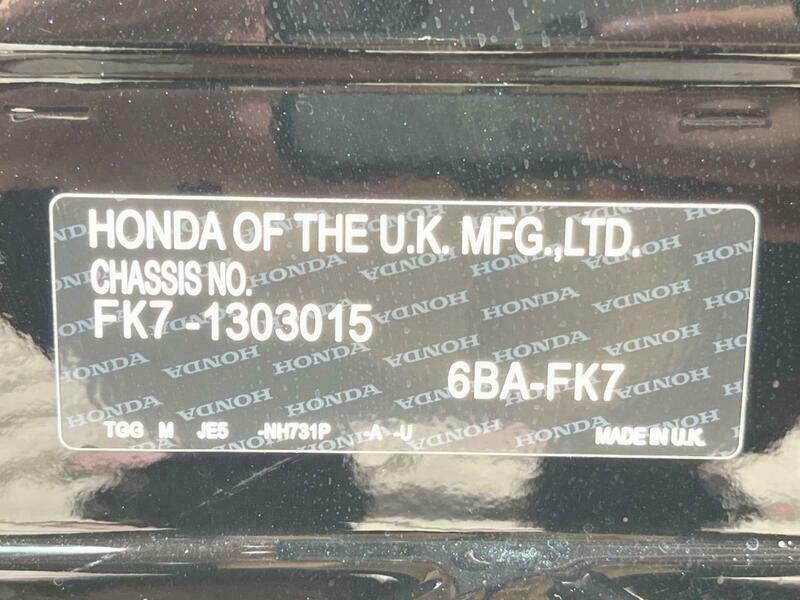 HONDA OF THE U.K. MFG.,LTD.
CHASSIS NO.
FK7-1303015
6BA-FK7
TGG M JE5 -NH731P -A -U
MADE IN U.K.